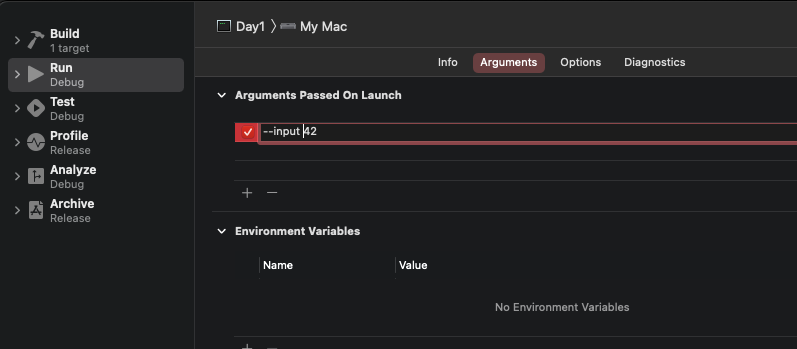 Build
1 target
Run
Debug
Test
Debug
Profile
Release
Analyze
Debug
Archive
Release
Day1 〉 My Mac
Info Arguments Options Diagnostics
Arguments Passed On Launch
--input 42
Environment Variables
Name Value
No Environment Variables